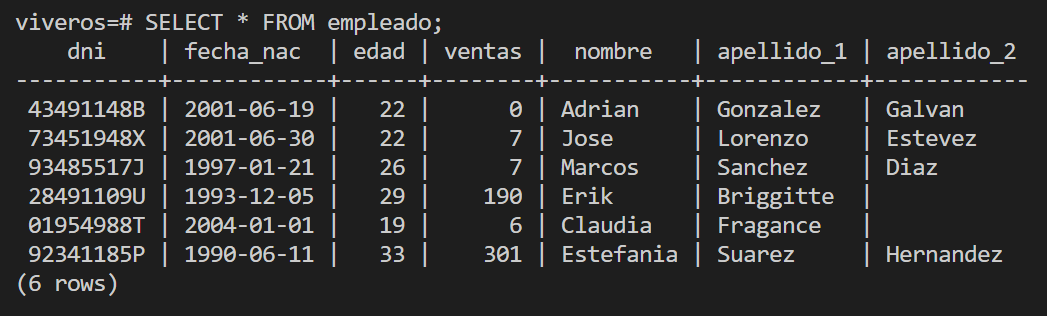 viveros=# SELECT * FROM empleado;
    dni    | fecha_nac  | edad | ventas |  nombre   | apellido_1 | apellido_2
-----------+------------+------+--------+-----------+------------+------------
 43491148B | 2001-06-19 |   22 |      0 | Adrian    | Gonzalez   | Galvan
 73451948X | 2001-06-30 |   22 |      7 | Jose      | Lorenzo    | Estevez
 93485517J | 1997-01-21 |   26 |      7 | Marcos    | Sanchez    | Diaz
 28491109U | 1993-12-05 |   29 |    190 | Erik      | Briggitte  |
 01954988T | 2004-01-01 |   19 |      6 | Claudia   | Fragance   |
 92341185P | 1990-06-11 |   33 |    301 | Estefania | Suarez     | Hernandez
(6 rows)